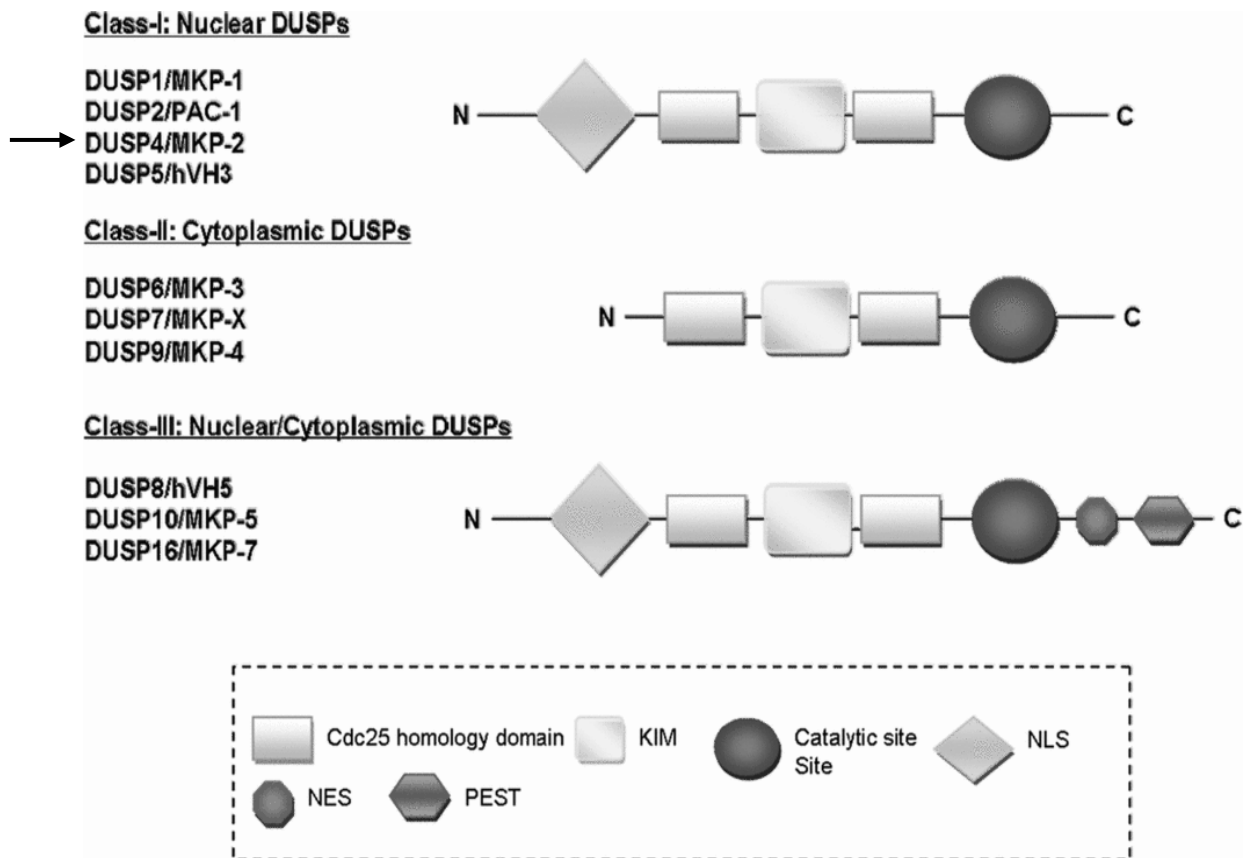 Class-I: Nuclear DUSPs
DUSP1/MKP-1
DUSP2/PAC-1
DUSP4/MKP-2
DUSP5/hVH3
N
C
Class-II: Cytoplasmic DUSPs
DUSP6/MKP-3
DUSP7/MKP-X
DUSP9/MKP-4
N
C
Class-III: Nuclear/Cytoplasmic DUSPs
DUSP8/hVH5
DUSP10/MKP-5
DUSP16/MKP-7
N
C
Cdc25 homology domain
KIM
Catalytic site
Site
NLS
NES
PEST